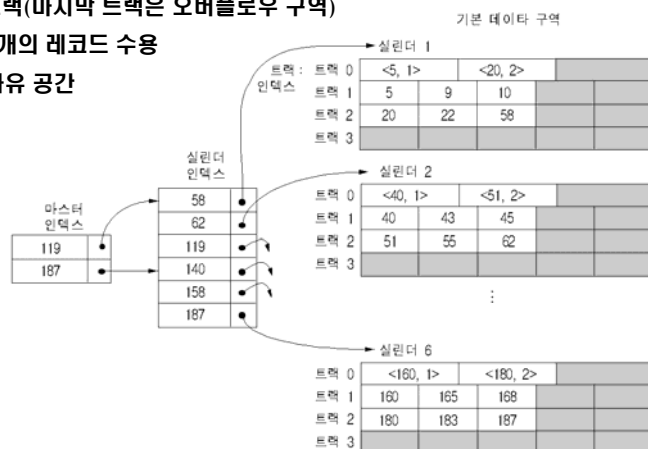 트랙(마지막 트랙은 오버플로우 구역)
개의 레코드 수용
공간
기본 데이타 구역
실린더 1
트랙 : 트랙 0 <5, 1> <20, 2>
인덱스 트랙 1 5 9 10
트랙 2 20 22 58
트랙 3
실린더 2
트랙 0 <40, 1> <51, 2>
트랙 1 40 43 45
트랙 2 51 55 62
트랙 3
⋮
실린더 6
트랙 0 <160, 1> <180, 2>
트랙 1 160 165 168
트랙 2 180 183 187
트랙 3
실린더
인덱스
58
62
119
140
158
187
마스터
인덱스
119
187